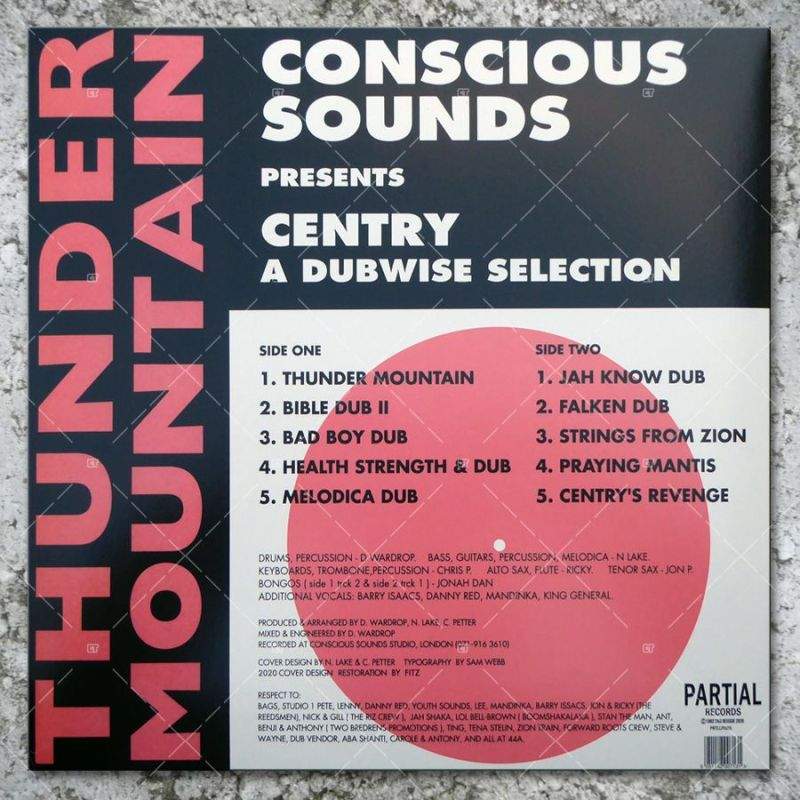 THUNDER
MOUNTAIN
CONSCIOUS
SOUNDS
PRESENTS
CENTRY
A DUBWISE SELECTION
SIDE ONE
1. THUNDER MOUNTAIN
2. BIBLE DUB II
3. BAD BOY DUB
4. HEALTH STRENGTH & DUB
5. MELODICA DUB
SIDE TWO
1. JAH KNOW DUB
2. FALKEN DUB
3. STRINGS FROM ZION
4. PRAYING MANTIS
5. CENTRY'S REVENGE
DRUMS, PERCUSSION - D WARDROP. BASS, GUITARS, PERCUSSION, MELODICA - N LAKE.
KEYBOARDS, TROMBONE,PERCUSSION - CHRIS P. ALTO SAX, FLUTE - RICKY. TENOR SAX - JON P.
BONGOS ( side 1 trck 2 & side 2 trck 1 ) - JONAH DAN
ADDITIONAL VOCALS: BARRY ISAACS, DANNY RED, MANDINKA, KING GENERAL.
PRODUCED & ARRANGED BY D. WARDROP, N. LAKE, C. PETTER
MIXED & ENGINEERED BY D. WARDROP
RECORDED AT CONSCIOUS SOUNDS STUDIO, LONDON (071-916 3610)
COVER DESIGN BY N. LAKE & C. PETTER TYPOGRAPHY BY SAM WEBB
2020 COVER DESIGN RESTORATION BY FITZ
RESPECT TO:
BAGS, STUDIO 1 PETE, LENNY, DANNY RED, YOUTH SOUNDS, LEE, MANDINKA, BARRY ISSACS, JON & RICKY (THE
REEDSMEN), NICK & GILL ( THE RIZ CREW ), JAH SHAKA, LOL BELL-BROWN ( BOOMSHAKALAKA ), STAN THE MAN, ANT,
BENJI & ANTHONY ( TWO BREDRENS PROMOTIONS ), TING, TENA STELIN, ZION TRAIN, FORWARD ROOTS CREW, STEVE &
WAYNE, DUB VENDOR, ABA SHANTI, CAROLE & ANTONY, AND ALL AT 44A.
PARTIAL
RECORDS